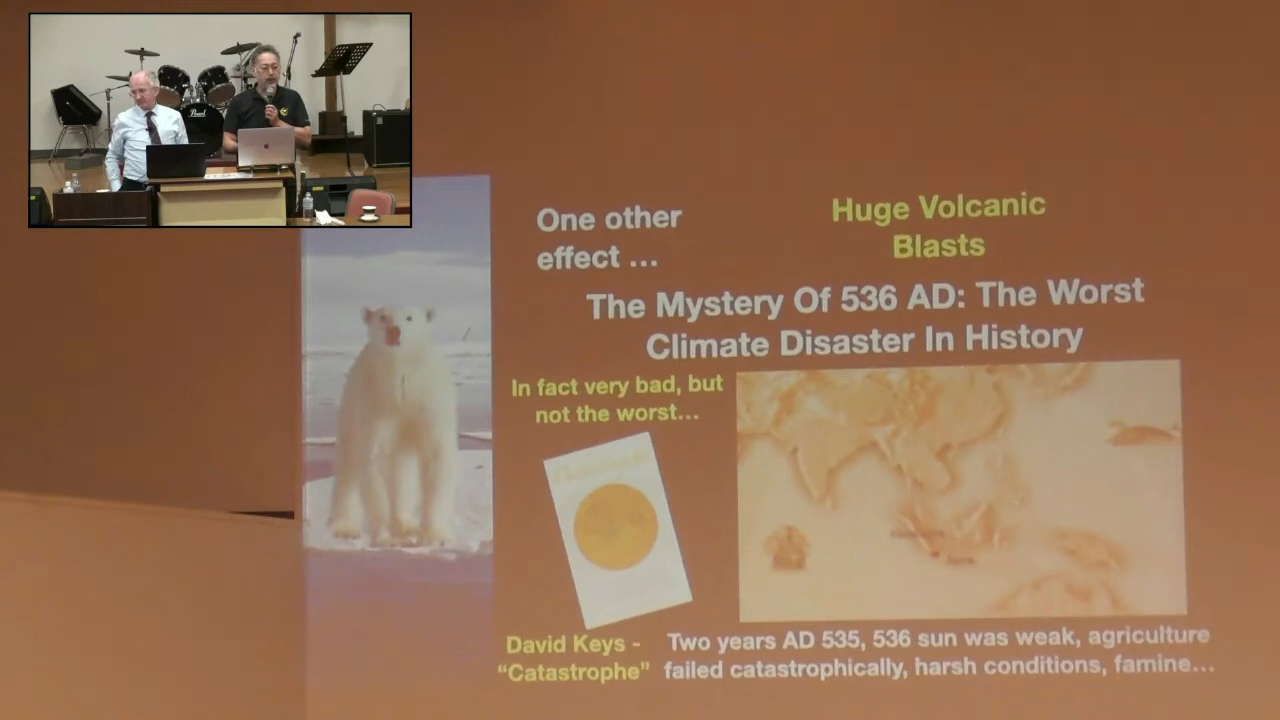 Pearl
One other
effect ...
Huge Volcanic
Blasts
The Mystery Of 536 AD: The Worst
Climate Disaster In History
In fact very bad, but
not the worst...
Java
David Keys -
“Catastrophe”
Two years AD 535, 536 sun was weak, agriculture
failed catastrophically, harsh conditions, famine...